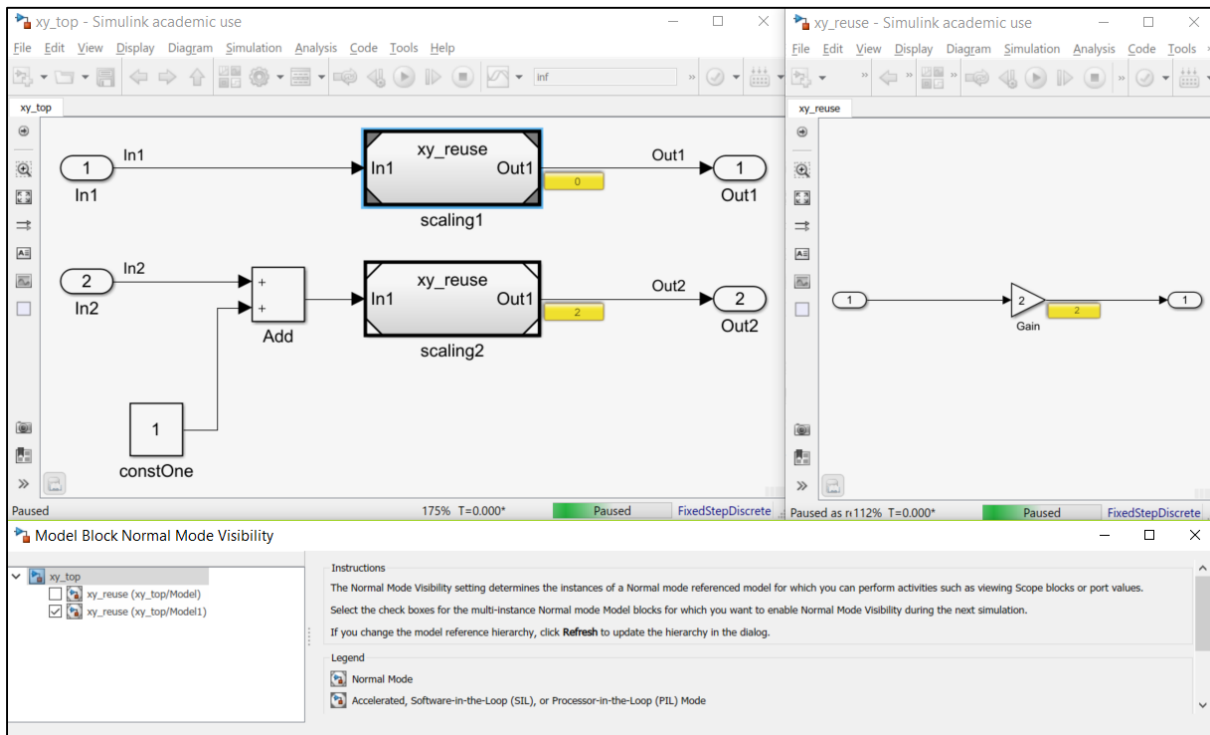 xy_top - Simulink academic use
File Edit View Display Diagram Simulation Analysis Code Tools Help
inf
»
xy_top
In1
1
In1
xy_reuse
In1 Out1
0
scaling1
Out1
1
Out1
In2
2
In2
+
+
Add
xy_reuse
In1 Out1
2
scaling2
Out2
2
Out2
1
constOne
»
Paused 175% T=0.000* Paused FixedStepDiscrete
xy_reuse - Simulink academic use
File Edit View Display Diagram Simulation Analysis Code Tools »
» » » »
xy_reuse
1
2
Gain
2
1
»
Paused as re 112% T=0.000* Paused FixedStepDiscrete
Model Block Normal Mode Visibility
xy_top
xy_reuse (xy_top/Model)
xy_reuse (xy_top/Model1)
Instructions
The Normal Mode Visibility setting determines the instances of a Normal mode referenced model for which you can perform activities such as viewing Scope blocks or port values.
Select the check boxes for the multi-instance Normal mode Model blocks for which you want to enable Normal Mode Visibility during the next simulation.
If you change the model reference hierarchy, click Refresh to update the hierarchy in the dialog.
Legend
Normal Mode
Accelerated, Software-in-the-Loop (SIL), or Processor-in-the-Loop (PIL) Mode